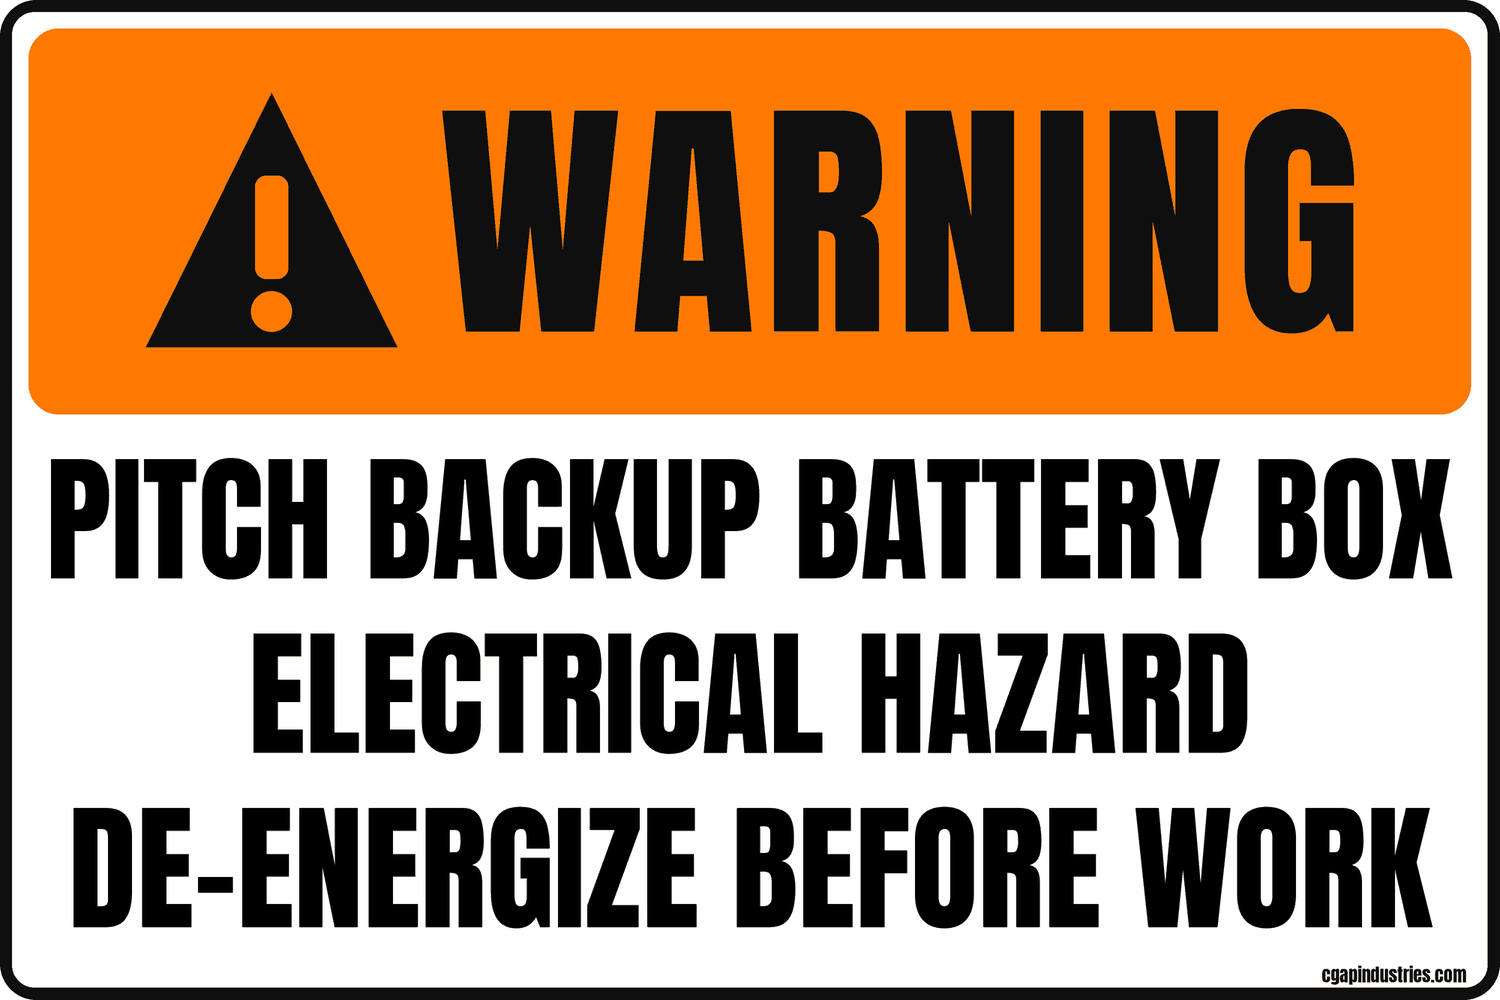 WARNING
PITCH BACKUP BATTERY BOX
ELECTRICAL HAZARD
DE-ENERGIZE BEFORE WORK
cgapindustries.com